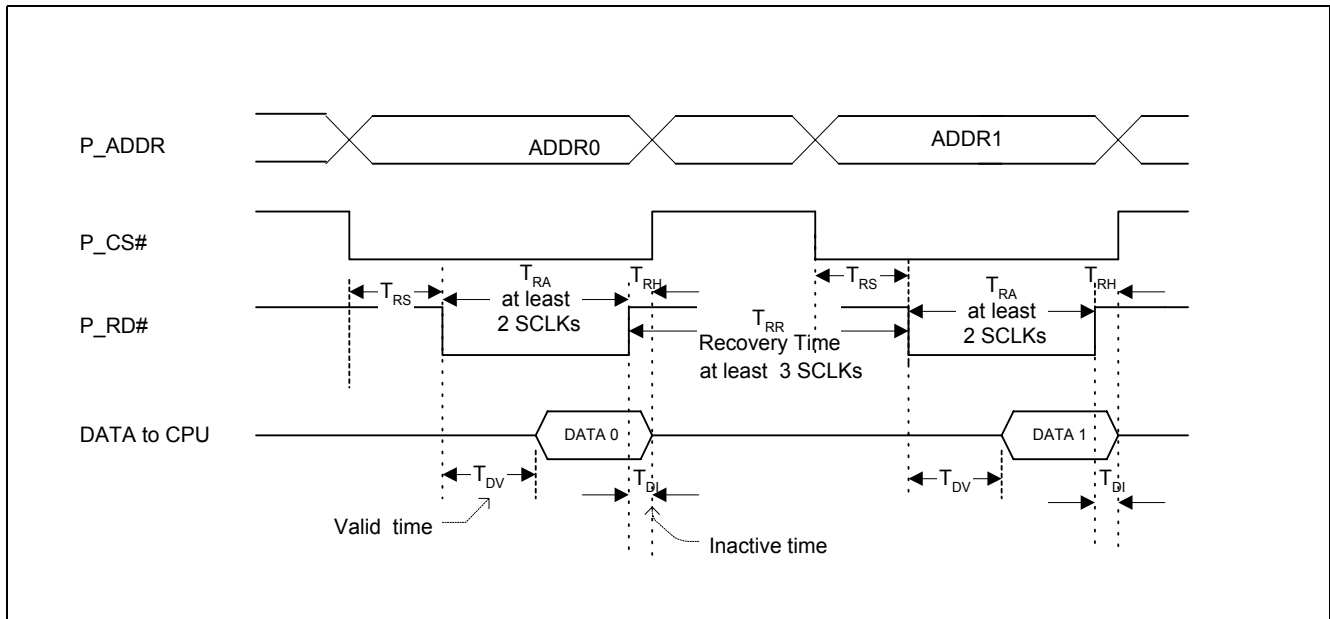 P_ADDR
ADDR0
ADDR1
P_CS#
TRS
TRA
at least
2 SCLKs
TRH
TRS
TRA
at least
2 SCLKs
TRH
P_RD#
TRR
Recovery Time
at least 3 SCLKs
DATA to CPU
DATA 0
DATA 1
TDV
TDI
TDV
TDI
Valid time
Inactive time